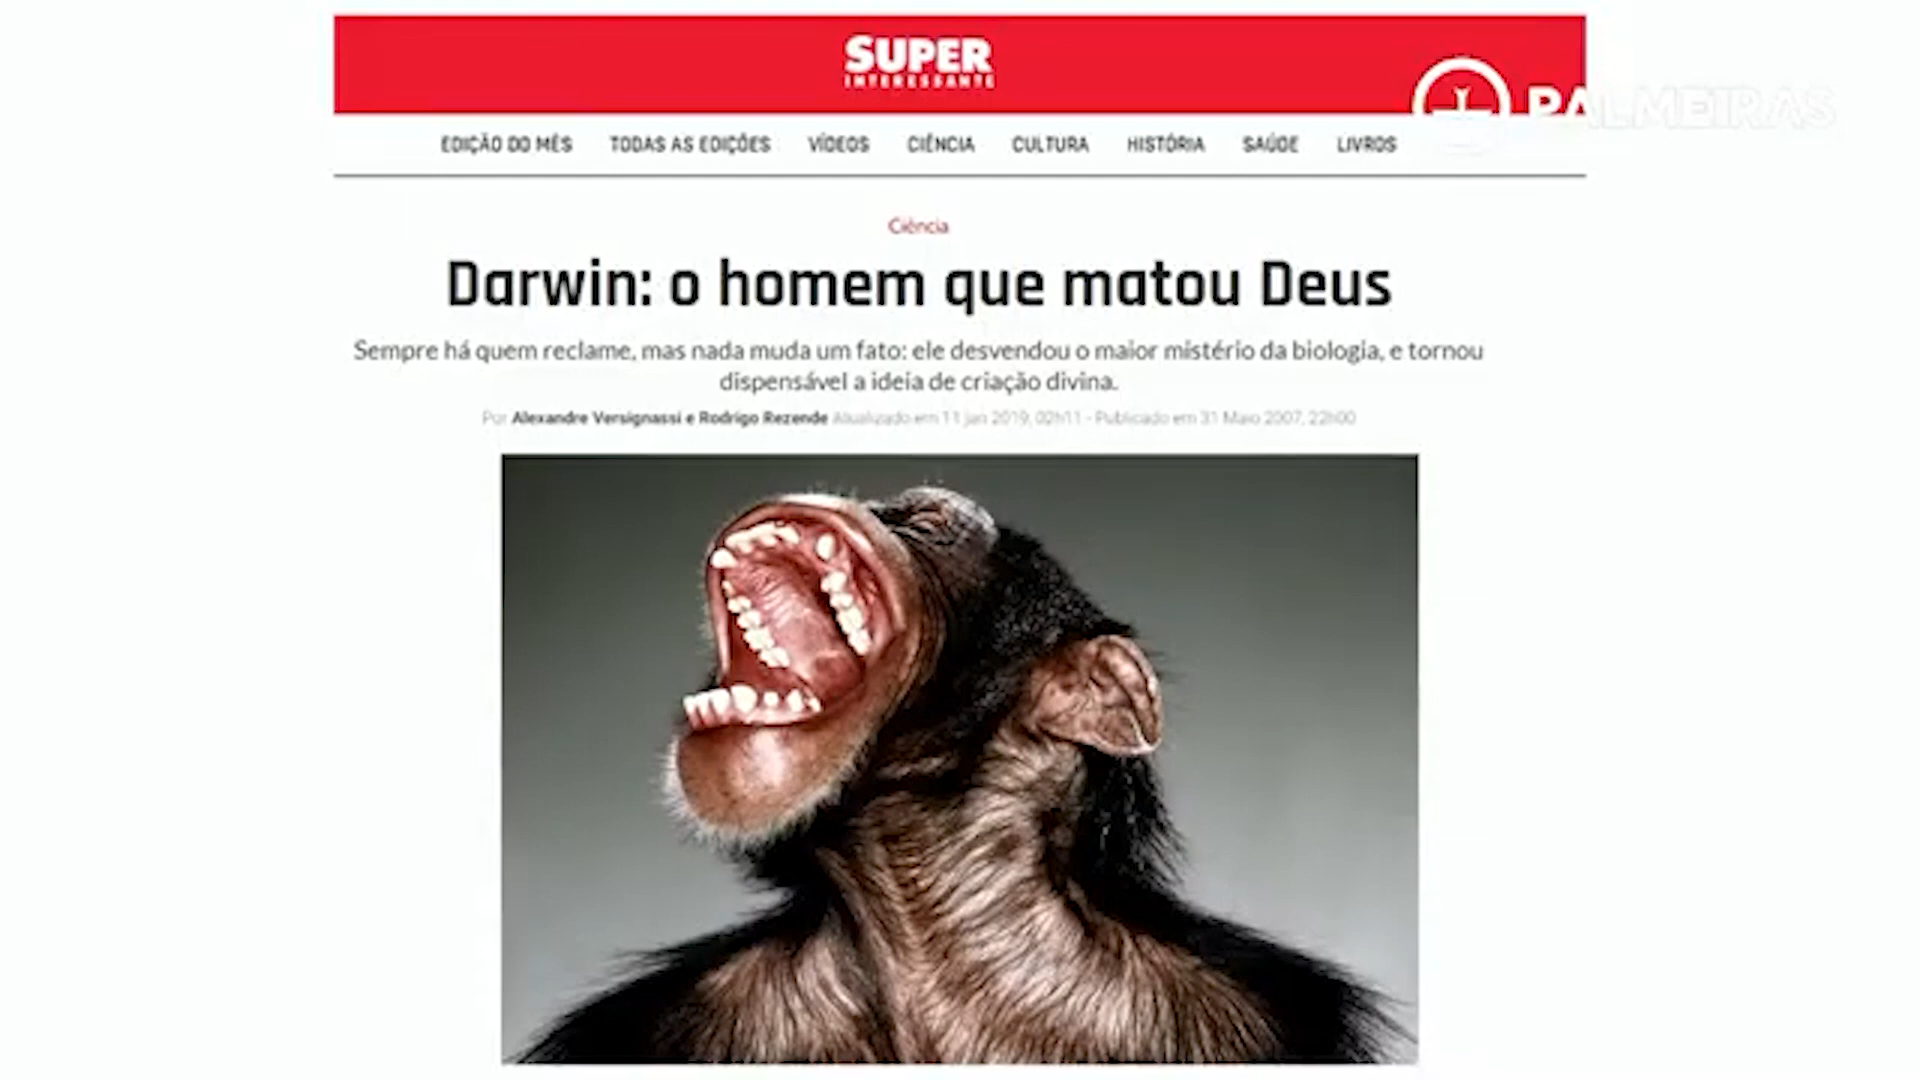 SUPER
INTERESSANTE
PALMEIRAS
EDIÇÃO DO MÊS TODAS AS EDIÇÕES VÍDEOS CIÊNCIA CULTURA HISTÓRIA SAÚDE LIVROS
Ciência
Darwin: o homem que matou Deus
Sempre há quem reclame, mas nada muda um fato: ele desvendou o maior mistério da biologia, e tornou
dispensável a ideia de criação divina.
Por Alexandre Versignassi e Rodrigo Rezende Atualizado em 11 jan 2019, 02h11 - Publicado em 31 Maio 2007, 22h00